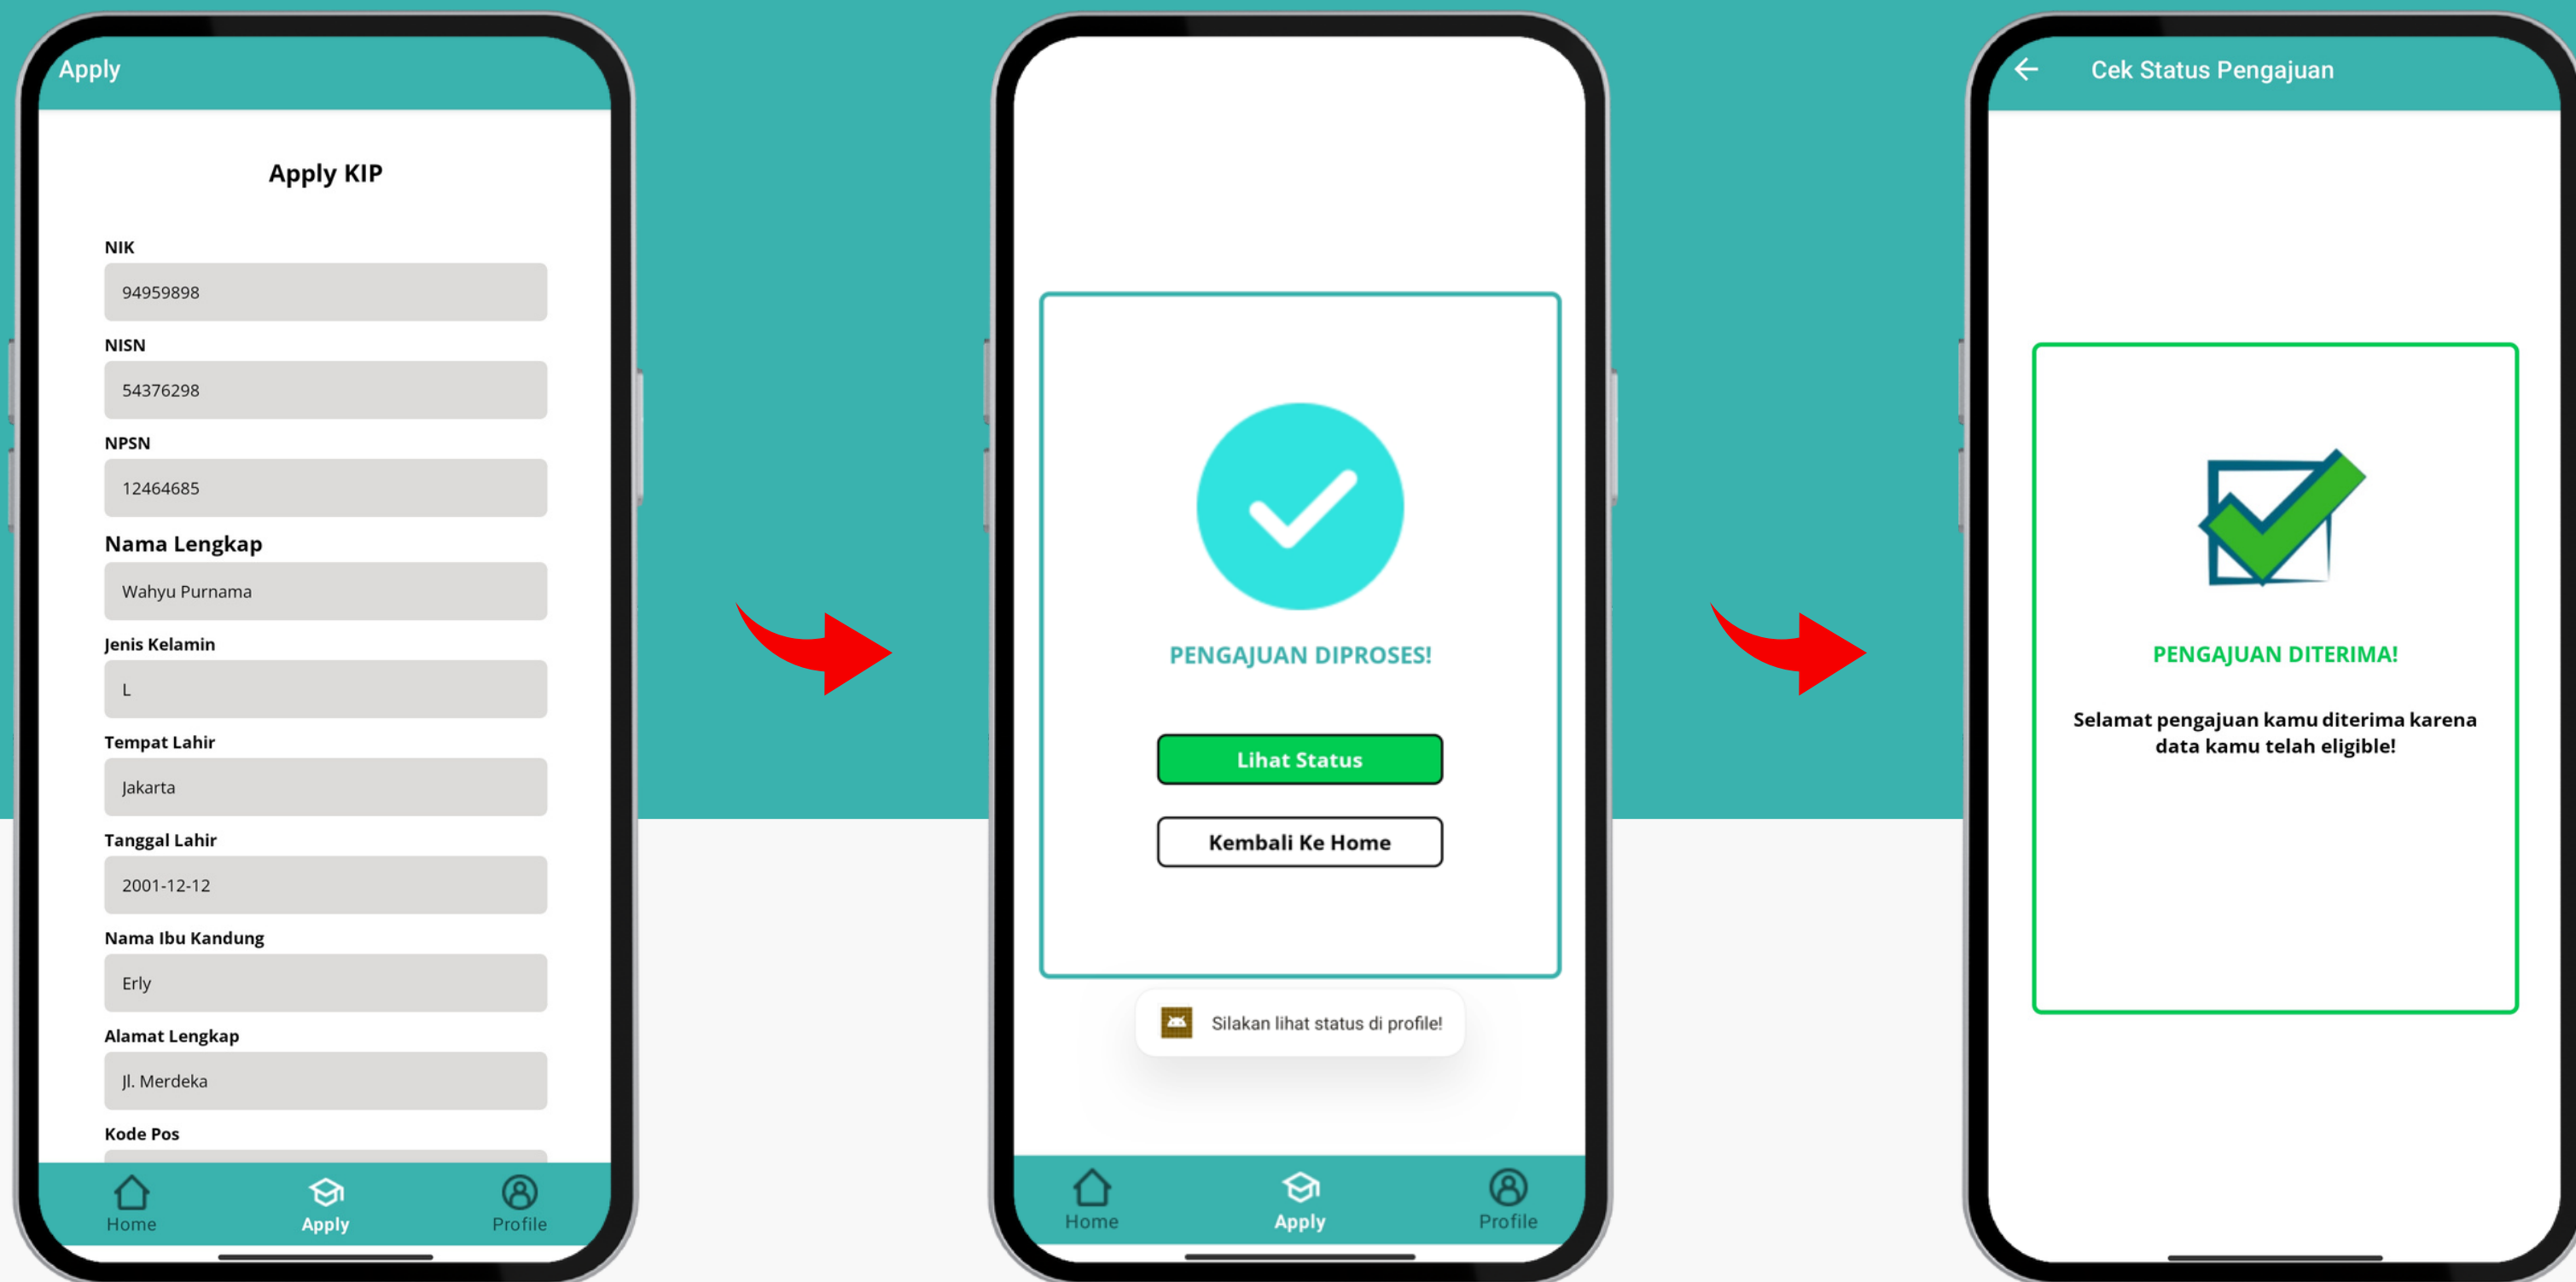 Apply
Apply KIP
NIK
94959898
NISN
54376298
NPSN
12464685
Nama Lengkap
Wahyu Purnama
Jenis Kelamin
L
Tempat Lahir
Jakarta
Tanggal Lahir
2001-12-12
Nama Ibu Kandung
Erly
Alamat Lengkap
Jl. Merdeka
Kode Pos
Home
Apply
Profile
PENGAJUAN DIPROSES!
Lihat Status
Kembali Ke Home
Silakan lihat status di profile!
Home
Apply
Profile
Cek Status Pengajuan
PENGAJUAN DITERIMA!
Selamat pengajuan kamu diterima karena
data kamu telah eligible!